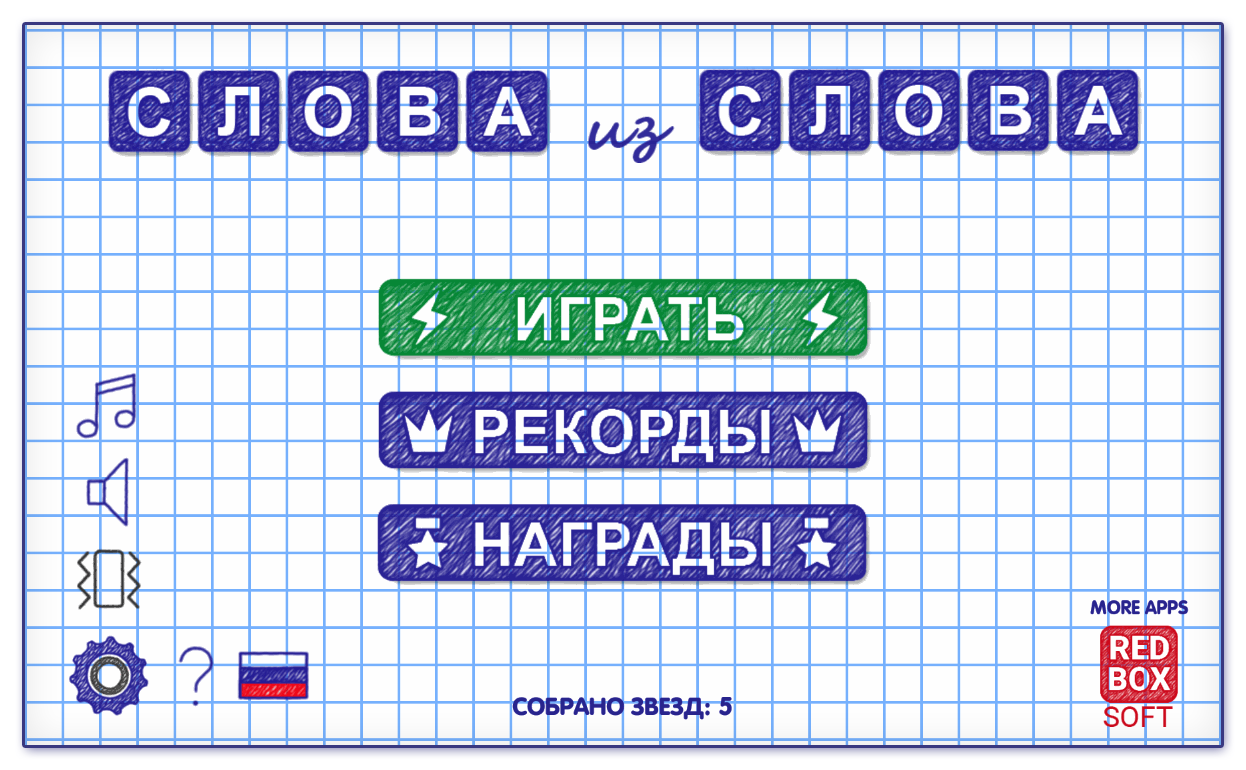 СЛОВА из СЛОВА
ИГРАТЬ
РЕКОРДЫ
НАГРАДЫ
MORE APPS
RED
BOX
SOFT
СОБРАНО ЗВЕЗД: 5